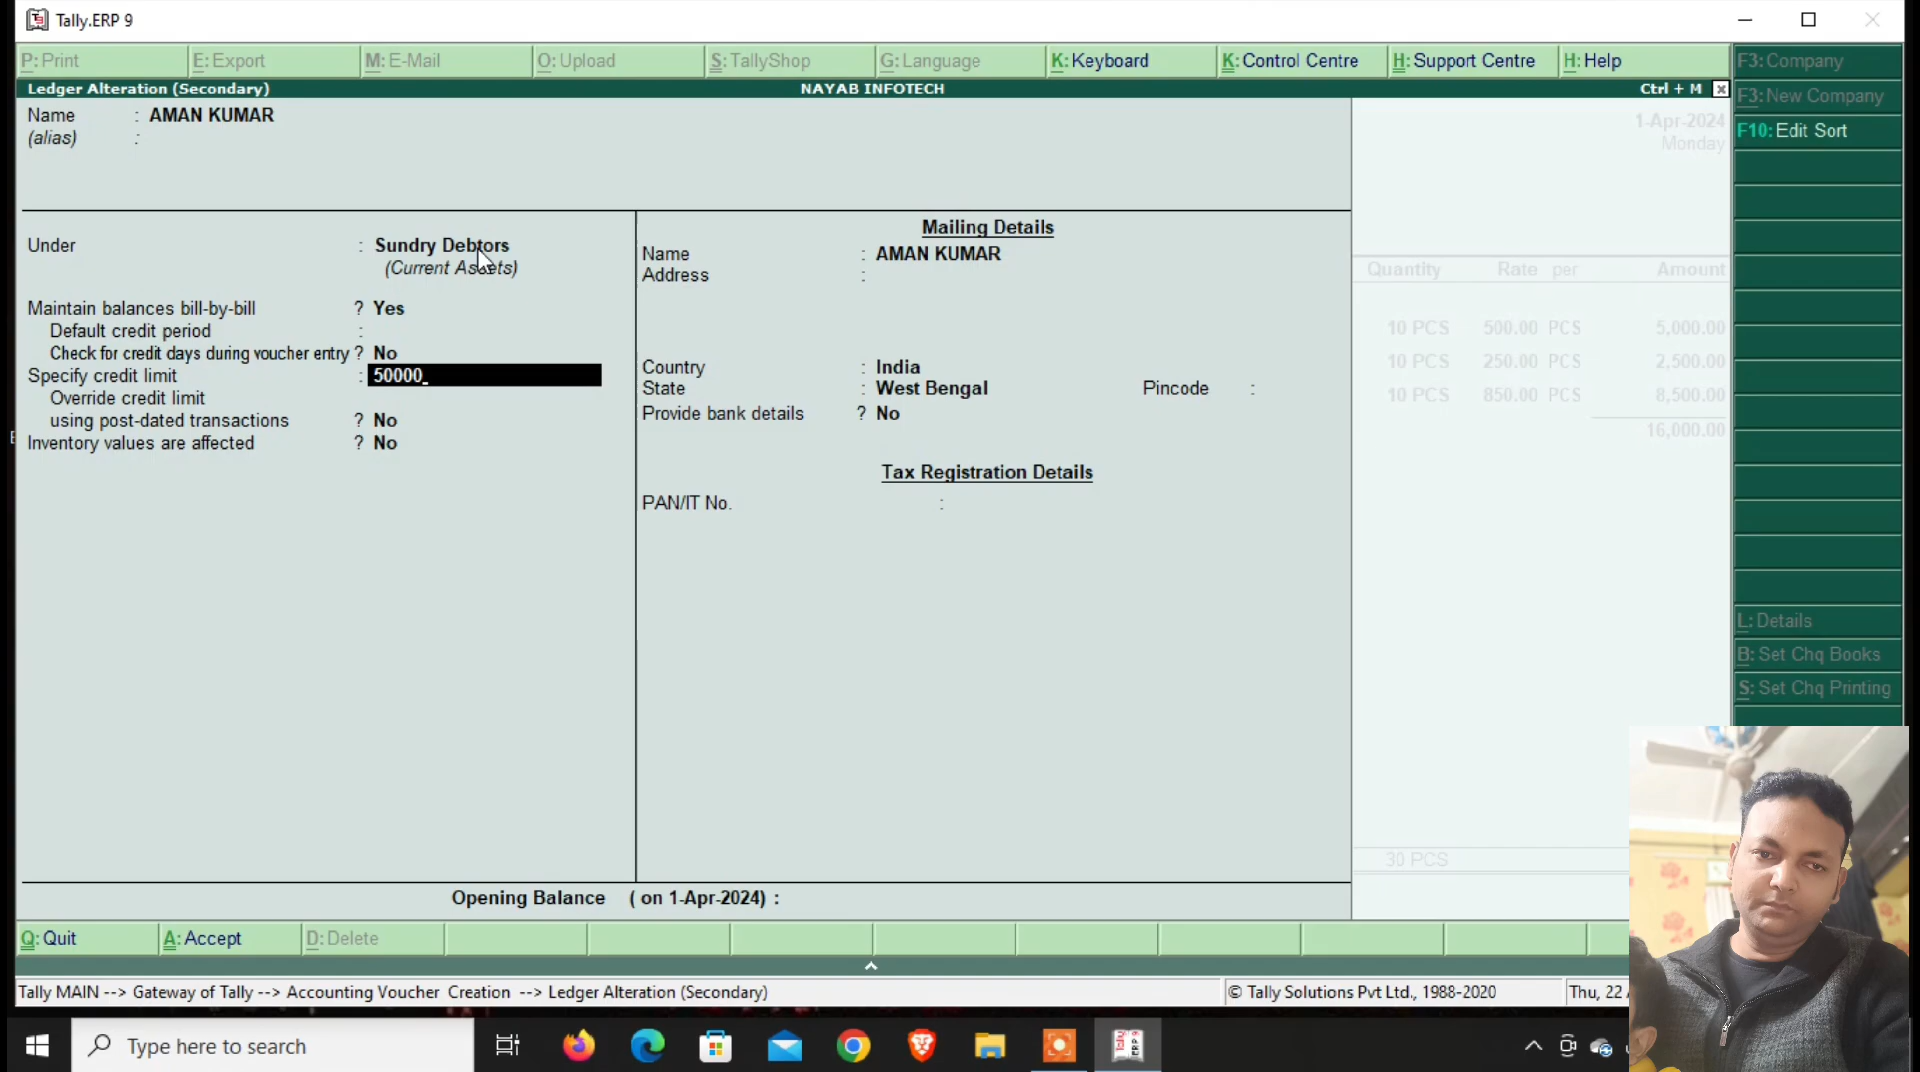 Tally.ERP 9
P: Print E: Export M: E-Mail O: Upload S: TallyShop G: Language K: Keyboard K: Control Centre H: Support Centre H: Help
F3: Company
Ledger Alteration (Secondary) NAYAB INFOTECH Ctrl + M
F3: New Company
Name : AMAN KUMAR
(alias) :
1-Apr-2024
Monday
F10: Edit Sort
Under : Sundry Debtors
(Current Assets)
Maintain balances bill-by-bill ? Yes
Default credit period :
Check for credit days during voucher entry ? No
Specify credit limit : 50000_
Override credit limit
using post-dated transactions ? No
Inventory values are affected ? No
Mailing Details
Name : AMAN KUMAR
Address :
Country : India
State : West Bengal Pincode :
Provide bank details ? No
Tax Registration Details
PAN/IT No. :
Quantity Rate per Amount
10 PCS 500.00 PCS 5,000.00
10 PCS 250.00 PCS 2,500.00
10 PCS 850.00 PCS 8,500.00
16,000.00
30 PCS
L: Details
B: Set Chq Books
S: Set Chq Printing
Opening Balance ( on 1-Apr-2024) :
Q: Quit A: Accept D: Delete
Tally MAIN --> Gateway of Tally --> Accounting Voucher Creation --> Ledger Alteration (Secondary) © Tally Solutions Pvt Ltd., 1988-2020 Thu, 22
Type here to search